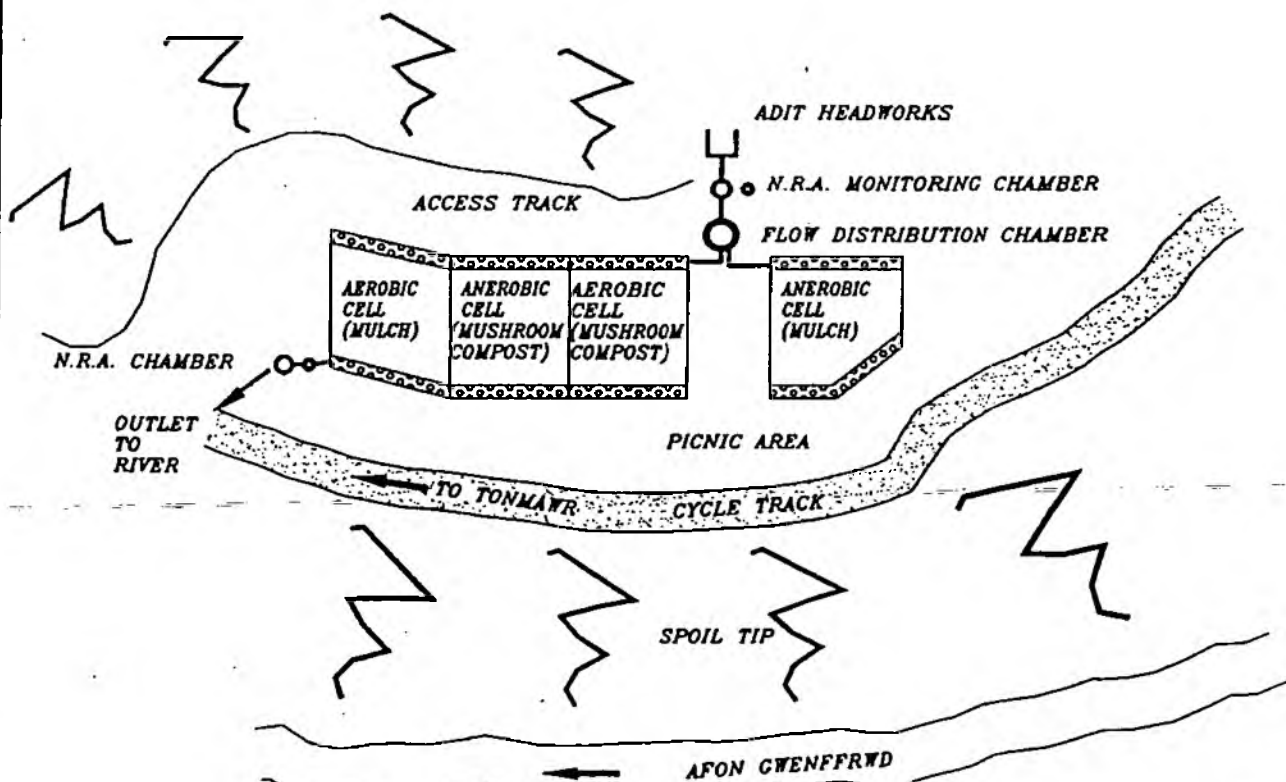 ADIT HEADWORKS
N.R.A. MONITORING CHAMBER
ACCESS TRACK
FLOW DISTRIBUTION CHAMBER
AEROBIC
CELL
(MULCH)
ANEROBIC
CELL
(MUSHROOM
COMPOST)
AEROBIC
CELL
(MUSHROOM
COMPOST)
ANEROBIC
CELL
(MULCH)
N.R.A. CHAMBER
OUTLET
TO
RIVER
PICNIC AREA
TO TONMAWR
CYCLE TRACK
SPOIL TIP
AFON GWENFFRWD